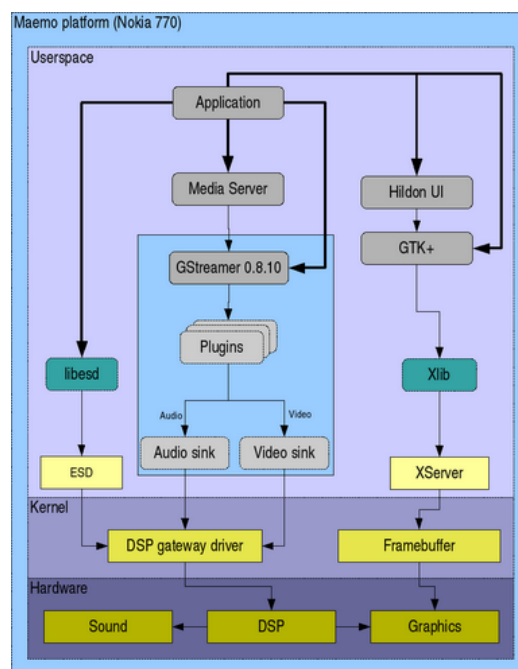 Maemo platform (Nokia 770)
Userspace
Application
Media Server
Hildon UI
GTK+
GStreamer 0.8.10
Plugins
libesd
Xlib
Audio
Video
Audio sink
Video sink
ESD
XServer
Kernel
DSP gateway driver
Framebuffer
Hardware
Sound
DSP
Graphics